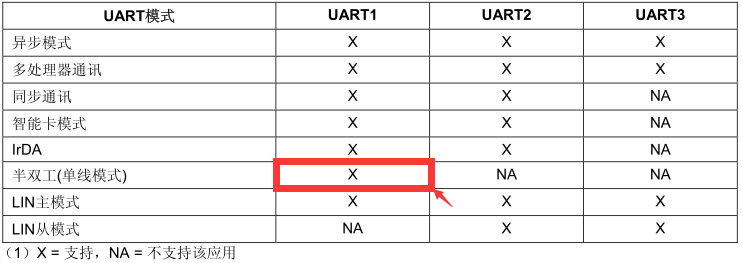 UART模式 UART1 UART2 UART3
异步模式 X X X
多处理器通讯 X X X
同步通讯 X X NA
智能卡模式 X X NA
IrDA X X NA
半双工(单线模式) X NA NA
LIN主模式 X X X
LIN从模式 NA X X
（1）X = 支持，NA = 不支持该应用